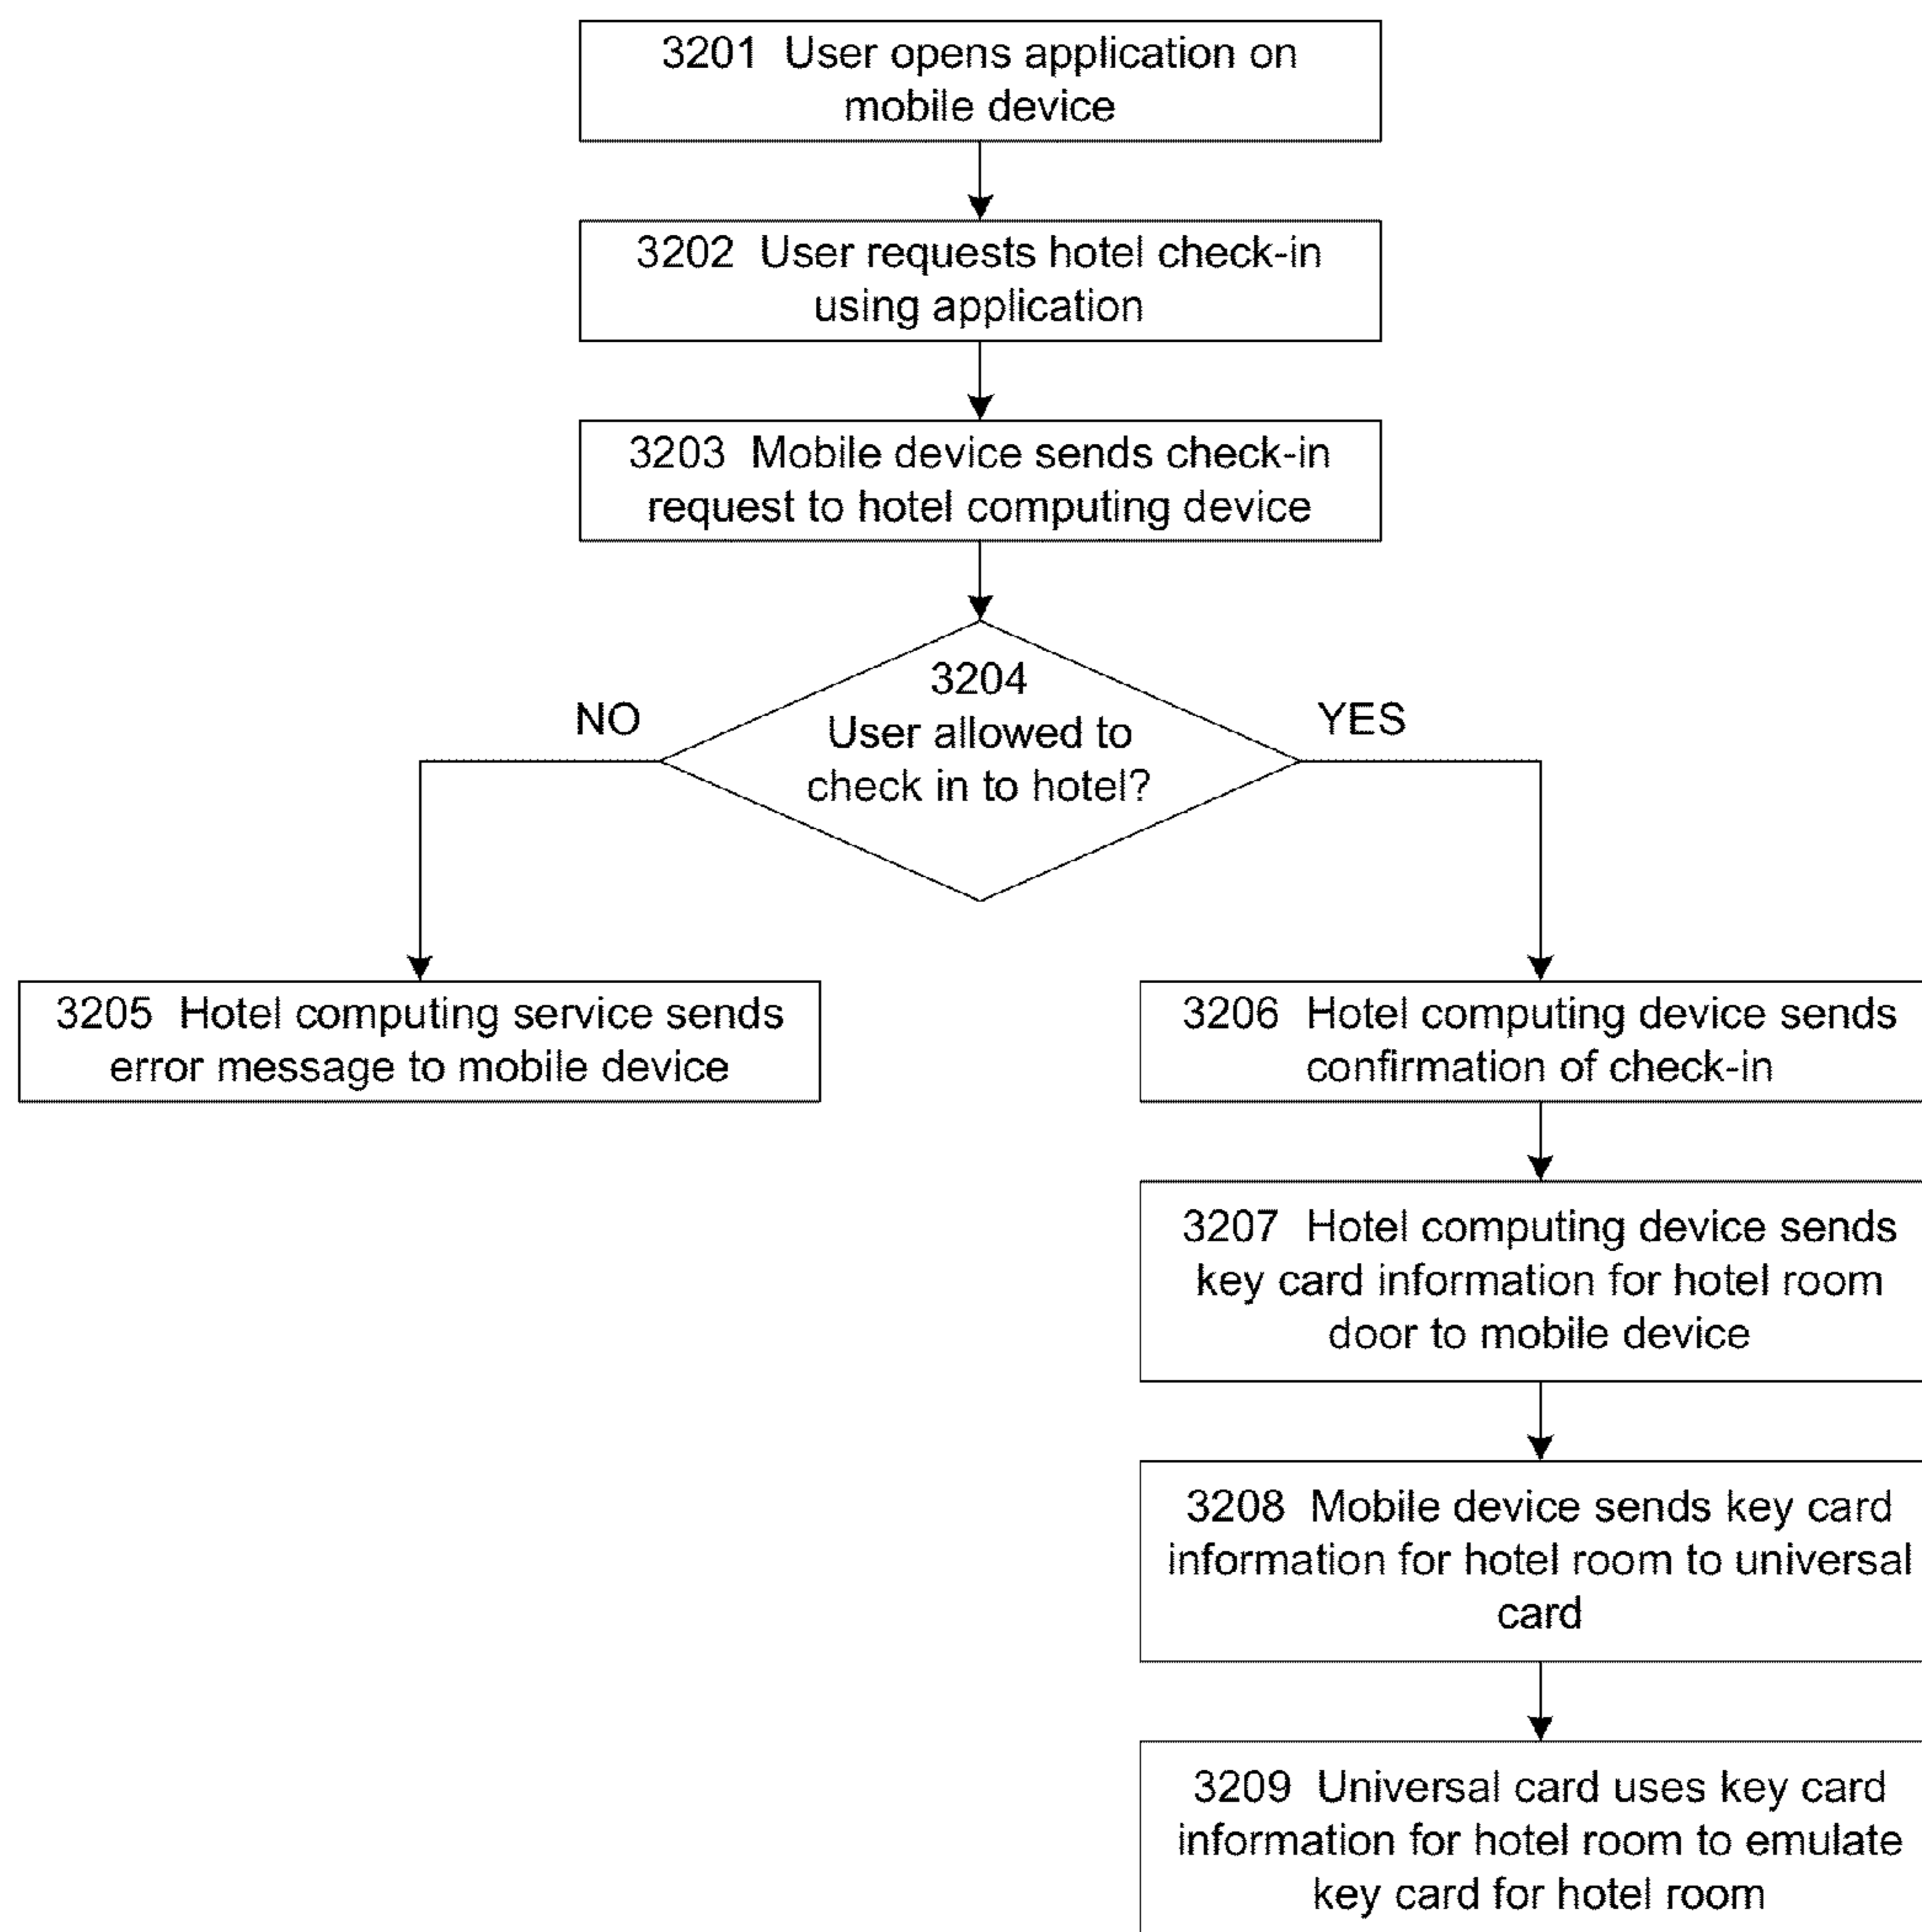 3201 User opens application on
mobile device
3202 User requests hotel check-in
using application
3203 Mobile device sends check-in
request to hotel computing device
3204
User allowed to
check in to hotel?
NO
YES
3205 Hotel computing service sends
error message to mobile device
3206 Hotel computing device sends
confirmation of check-in
3207 Hotel computing device sends
key card information for hotel room
door to mobile device
3208 Mobile device sends key card
information for hotel room to universal
card
3209 Universal card uses key card
information for hotel room to emulate
key card for hotel room